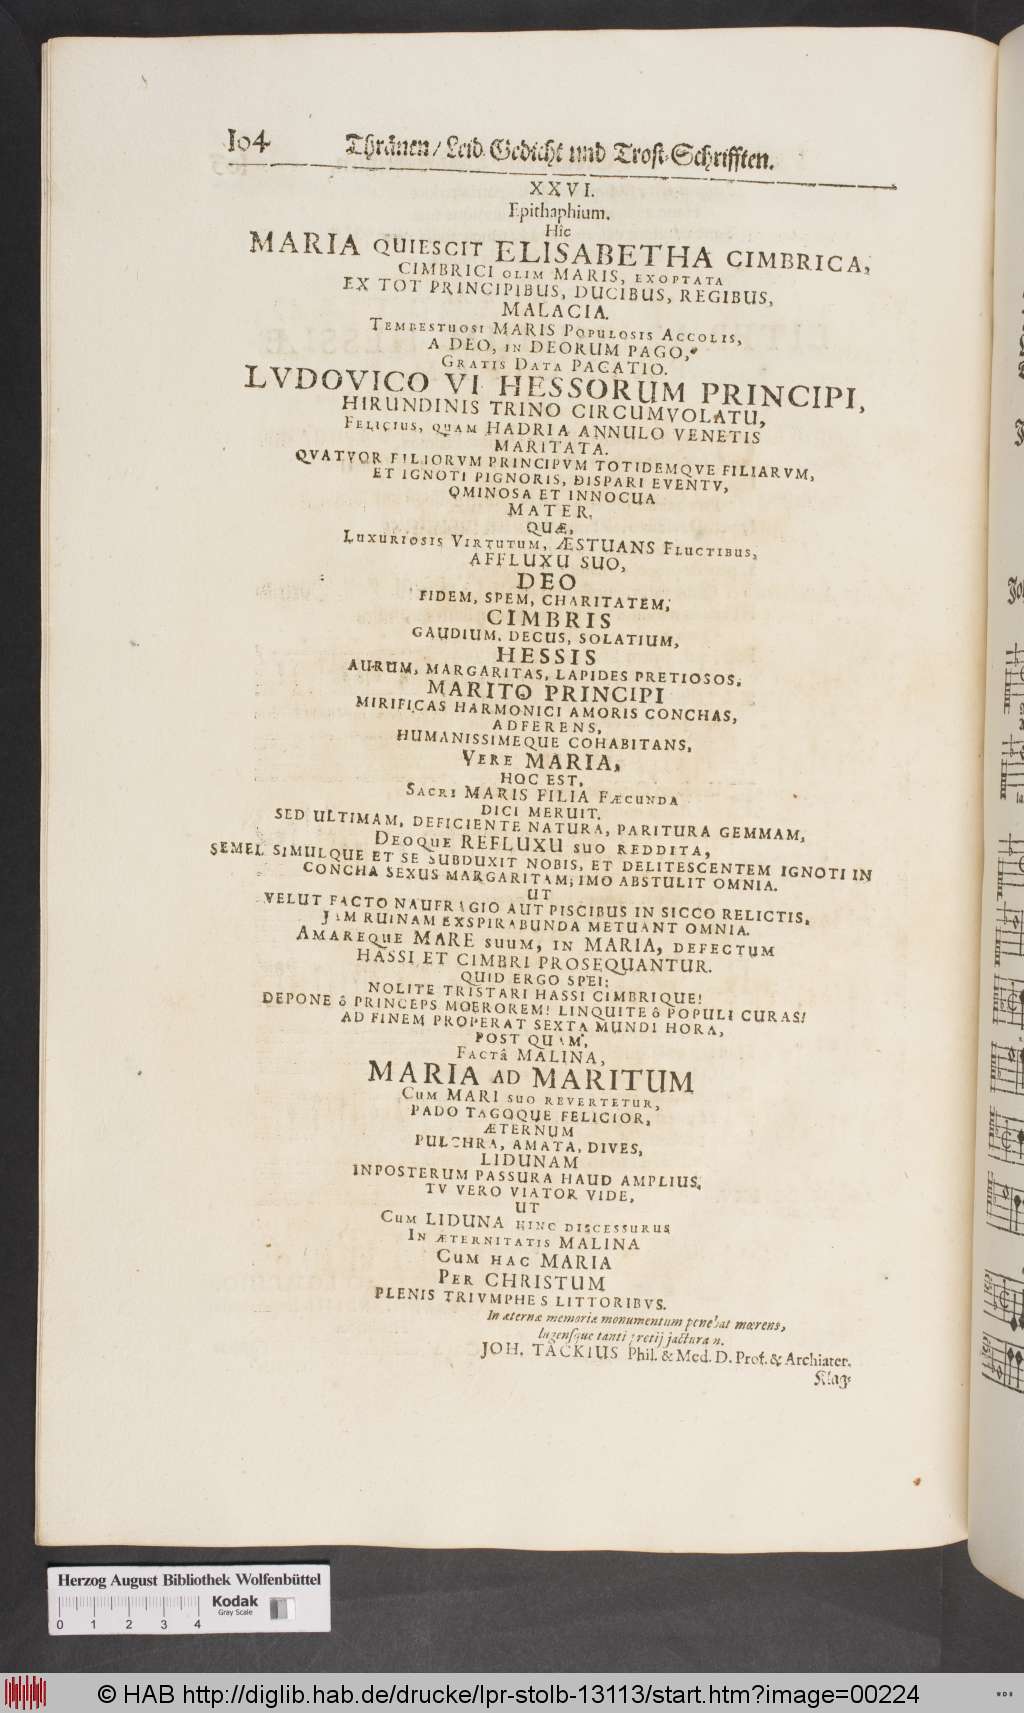 104 Thränen/ Leid-Gedicht und Trost-Schrifften.
XXVI.
Epithaphium.
Hic
MARIA QUIESCIT ELISABETHA CIMBRICA,
CIMBRICI OLIM MARIS, EXOPTATA
EX TOT PRINCIPIBUS, DUCIBUS, REGIBUS,
MALACIA.
TEMPESTUOSI MARIS POPULOSIS ACCOLIS,
A DEO, IN DEORUM PAGO,
GRATIS DATA PACATIO.
LVDOVICO VI HESSORUM PRINCIPI,
HIRUNDINIS TRINO CIRCUMVOLATU,
FELICIUS, QUAM HADRIA ANNULO VENETIS
MARITATA.
QVATVOR FILIORVM PRINCIPVM TOTIDEMQVE FILIARVM,
ET IGNOTI PIGNORIS, DISPARI EVENTV,
OMINOSA ET INNOCUA
MATER.
QUÆ,
LUXURIOSIS VIRTUTUM, ÆSTUANS FLUCTIBUS,
AFFLUXU SUO,
DEO
FIDEM, SPEM, CHARITATEM,
CIMBRIS
GAUDIUM, DECUS, SOLATIUM,
HESSIS
AURUM, MARGARITAS, LAPIDES PRETIOSOS,
MARITO PRINCIPI
MIRIFICAS HARMONICI AMORIS CONCHAS,
ADFERENS,
HUMANISSIMEQUE COHABITANS,
VERE MARIA,
HOC EST,
SACRI MARIS FILIA FÆCUNDA
DICI MERUIT.
SED ULTIMAM, DEFICIENTE NATURA, PARITURA GEMMAM,
DEOQUE REFLUXU SUO REDDITA,
SEMEL SIMULQUE ET SE SUBDUXIT NOBIS, ET DELITESCENTEM IGNOTI IN
CONCHA SEXUS MARGARITAM; IMO ABSTULIT OMNIA.
UT
VELUT FACTO NAUFRAGIO AUT PISCIBUS IN SICCO RELICTIS,
JAM RUINAM EXSPIRABUNDA METUANT OMNIA.
AMAREQUE MARE SUUM, IN MARIA, DEFECTUM
HASSI ET CIMBRI PROSEQUANTUR.
QUID ERGO SPEI:
NOLITE TRISTARI HASSI CIMBRIQUE!
DEPONE ô PRINCEPS MOEROREM! LINQUITE ô POPULI CURAS!
AD FINEM PROPERAT SEXTA MUNDI HORA,
POST QUAM,
FACTâ MALINA,
MARIA AD MARITUM
CUM MARI SUO REVERTETUR,
PADO TAGOQUE FELICIOR,
ÆTERNUM
PULCHRA, AMATA, DIVES,
LIDUNAM
INPOSTERUM PASSURA HAUD AMPLIUS.
TV VERO VIATOR VIDE,
UT
CUM LIDUNA HINC DISCESSURUS
IN ÆTERNITATIS MALINA
CUM HAC MARIA
PER CHRISTUM
PLENIS TRIVMPHES LITTORIBVS.
In æternæ memoriæ monumentum ponebat mœrens,
lugensque tanti pretij jacturam.
JOH. TACKIUS Phil. & Med. D. Prof. & Archiater.
Klag-
Herzog August Bibliothek Wolfenbüttel
Kodak
Gray Scale
0 1 2 3 4
© HAB http://diglib.hab.de/drucke/lpr-stolb-13113/start.htm?image=00224